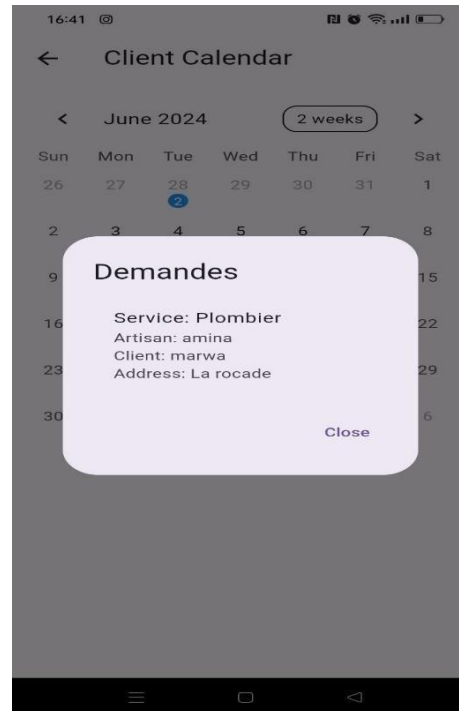 16:41
Client Calendar
June 2024 2 weeks
Sun Mon Tue Wed Thu Fri Sat
26 27 28 29 30 31 1
2
2 3 4 5 6 7 8
9 15
Demandes
Service: Plombier
16 22
Artisan: amina
Client: marwa
23 29
Address: La rocade
30 6
Close